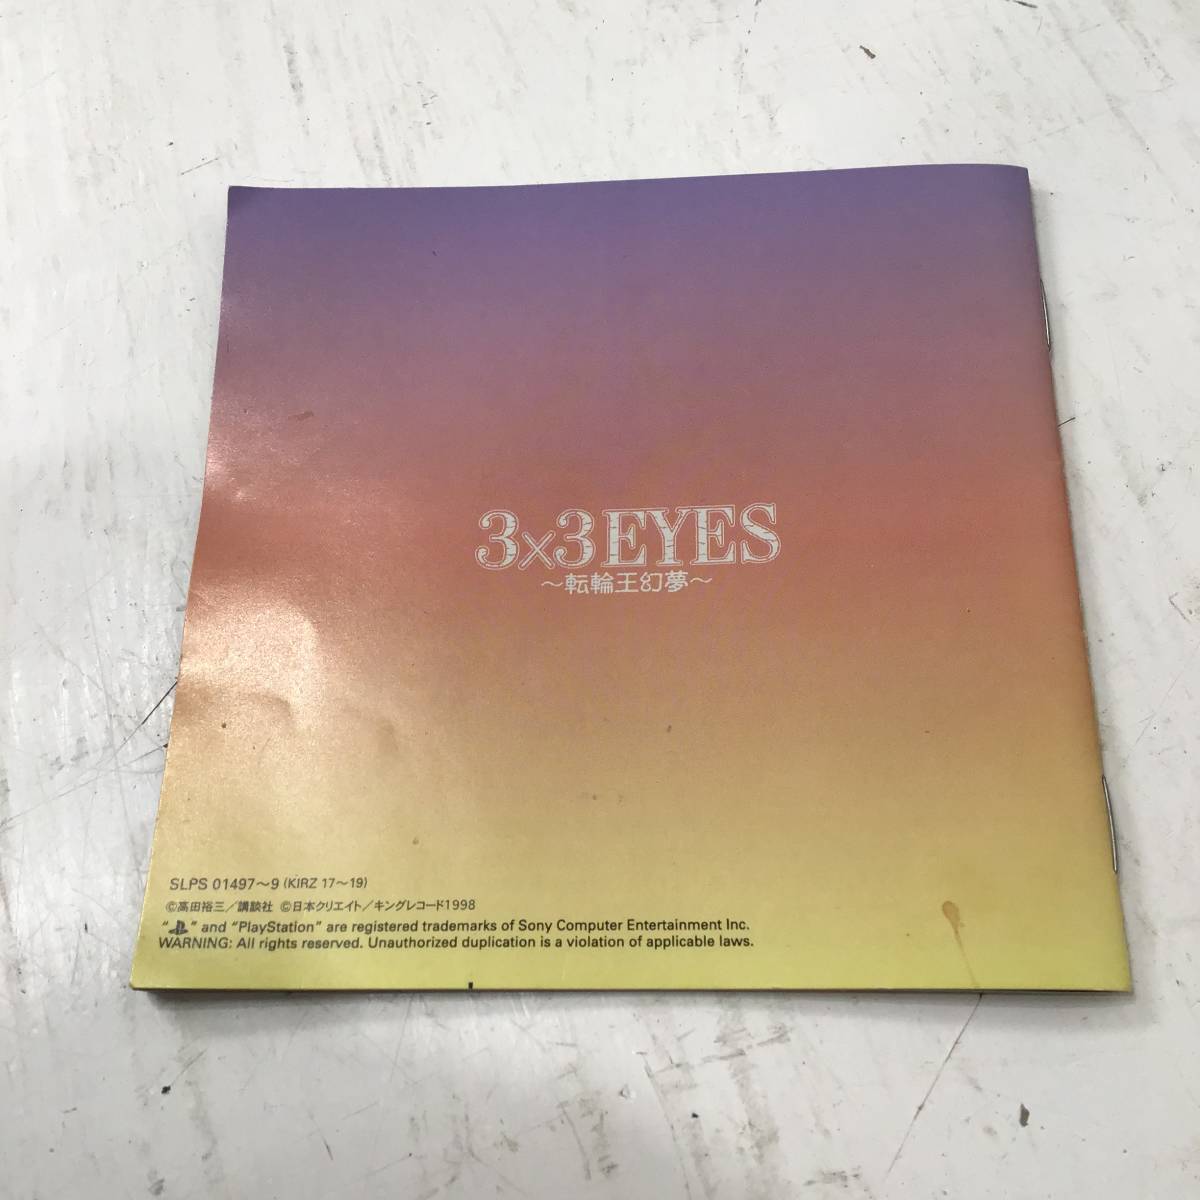 3×3EYES
～転輪王幻夢～
SLPS 01497～9 (KIRZ 17～19)
©高田裕三／講談社 ©日本クリエイト／キングレコード1998
" " and "PlayStation" are registered trademarks of Sony Computer Entertainment Inc.
WARNING: All rights reserved. Unauthorized duplication is a violation of applicable laws.